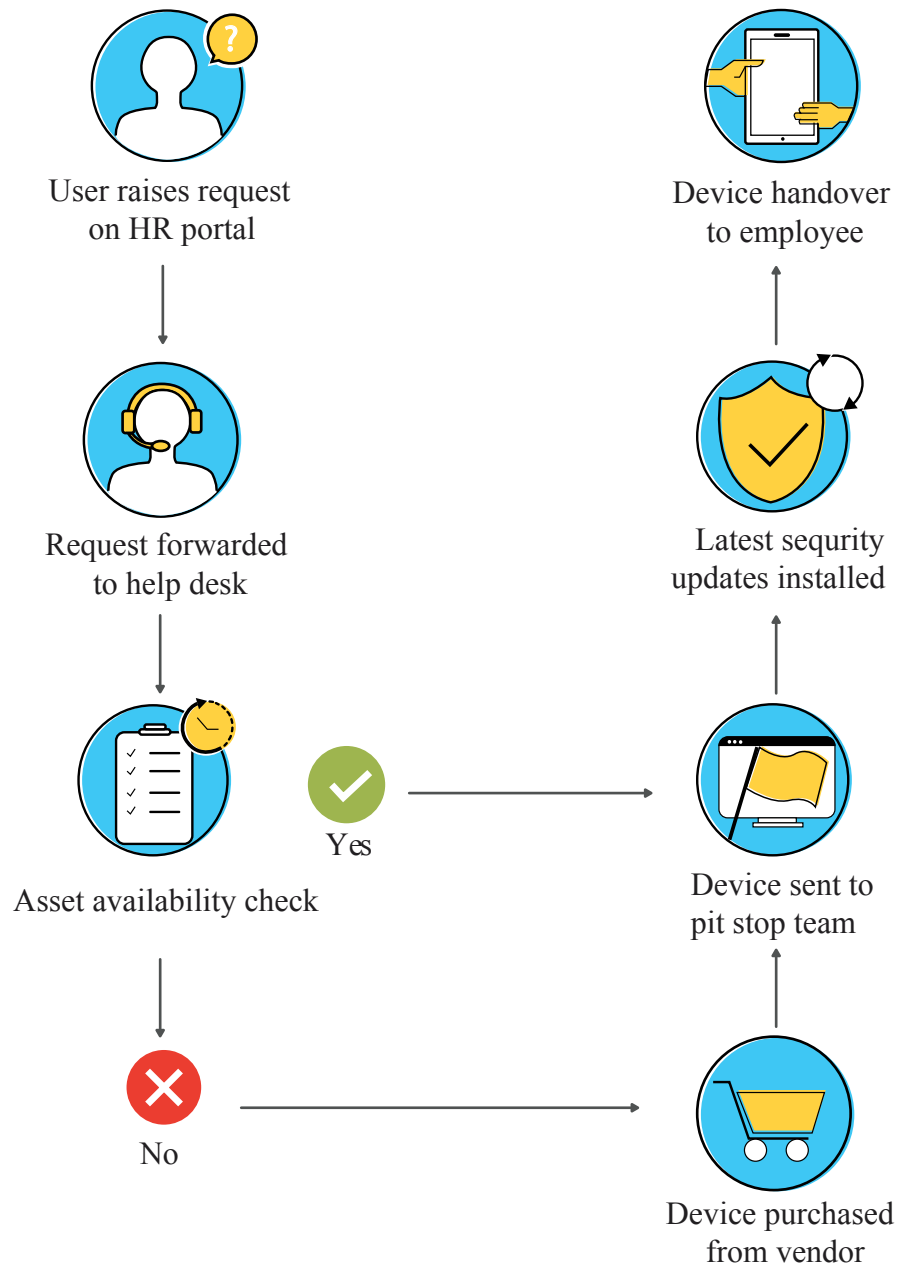 ?
User raises request
on HR portal
Request forwarded
to help desk
Asset availability check
Yes
No
Device handover
to employee
Latest sequrity
updates installed
Device sent to
pit stop team
Device purchased
from vendor